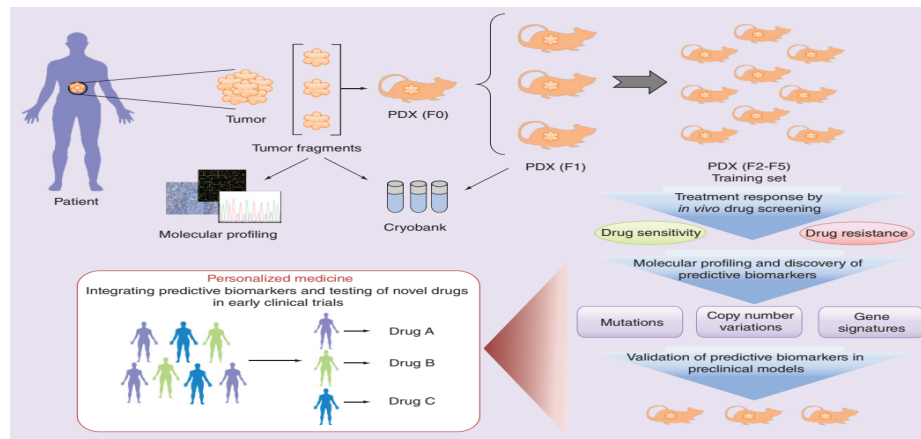 Patient
Tumor
Tumor fragments
PDX (F0)
PDX (F1)
PDX (F2-F5)
Training set
Molecular profiling
Cryobank
Treatment response by
in vivo drug screening
Drug sensitivity
Drug resistance
Molecular profiling and discovery of
predictive biomarkers
Mutations
Copy number
variations
Gene
signatures
Validation of predictive biomarkers in
preclinical models
Personalized medicine
Integrating predictive biomarkers and testing of novel drugs
in early clinical trials
Drug A
Drug B
Drug C